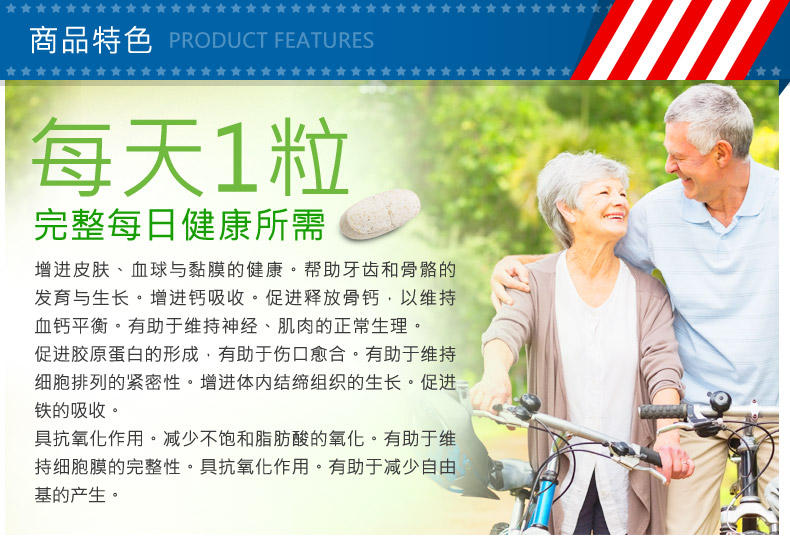 商品特色 PRODUCT FEATURES
每天1粒
完整每日健康所需
增进皮肤、血球与黏膜的健康。帮助牙齿和骨骼的
发育与生长。增进钙吸收。促进释放骨钙，以维持
血钙平衡。有助于维持神经、肌肉的正常生理。
促进胶原蛋白的形成，有助于伤口愈合。有助于维持
细胞排列的紧密性。增进体内结缔组织的生长。促进
铁的吸收。
具抗氧化作用。减少不饱和脂肪酸的氧化。有助于维
持细胞膜的完整性。具抗氧化作用。有助于减少自由
基的产生。